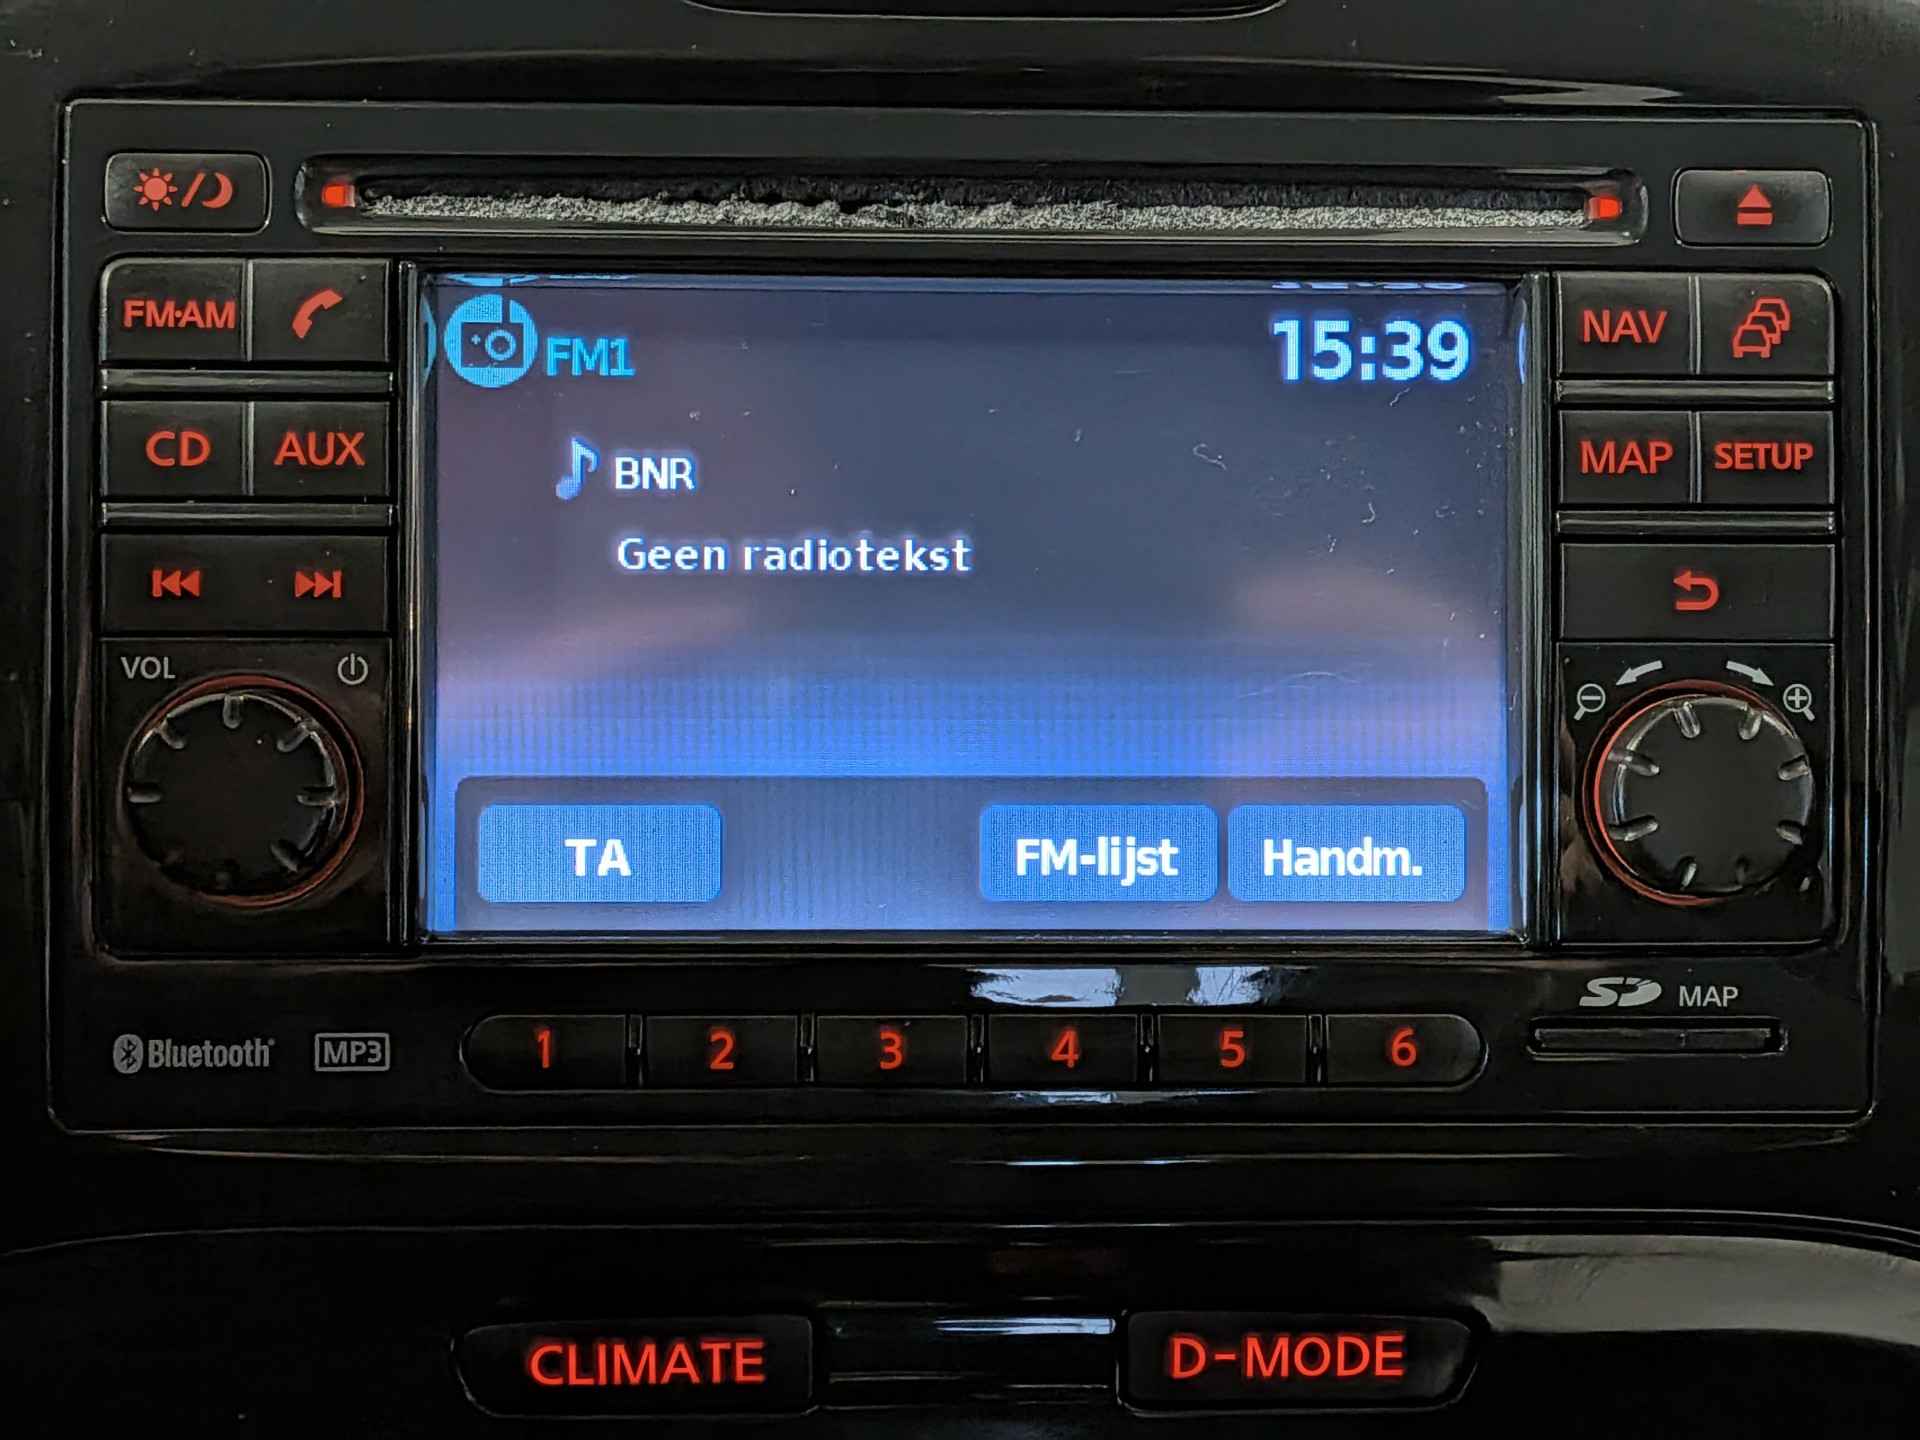 FM·AM
CD
AUX
VOL
FM1
15:39
BNR
Geen radiotekst
TA
FM-lijst
Handm.
NAV
MAP
SETUP
Bluetooth
MP3
1
2
3
4
5
6
SD MAP
CLIMATE
D-MODE